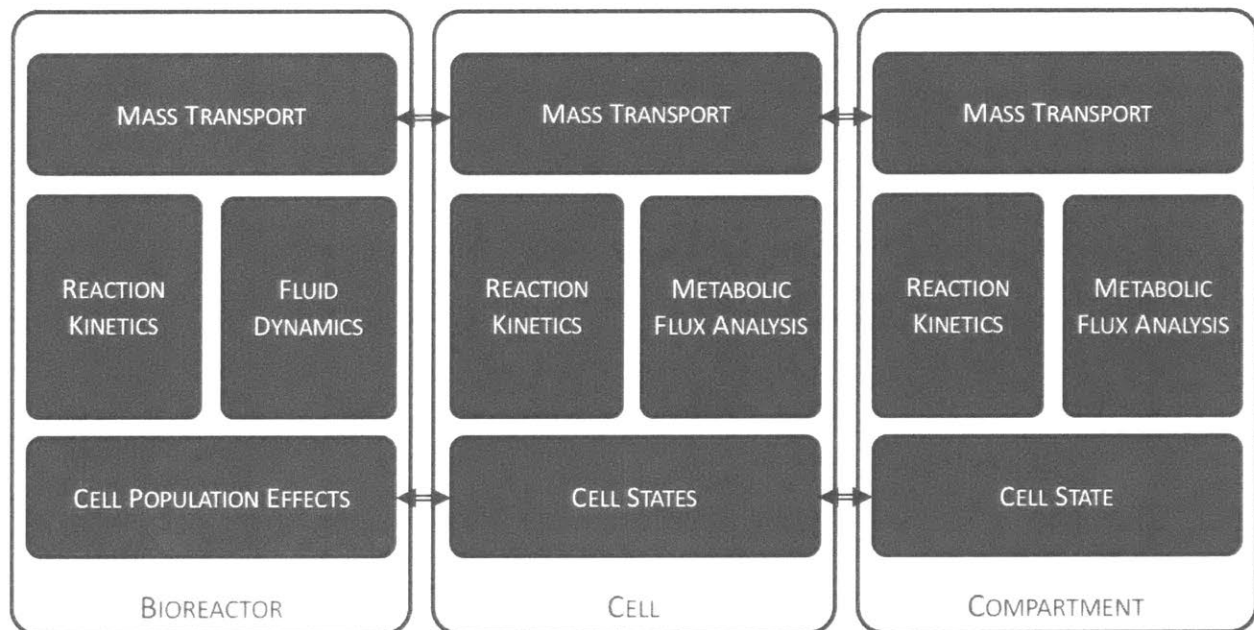 MASS TRANSPORT
REACTION
KINETICS
FLUID
DYNAMICS
CELL POPULATION EFFECTS
BIOREACTOR
MASS TRANSPORT
REACTION
KINETICS
METABOLIC
FLUX ANALYSIS
CELL STATES
CELL
MASS TRANSPORT
REACTION
KINETICS
METABOLIC
FLUX ANALYSIS
CELL STATE
COMPARTMENT